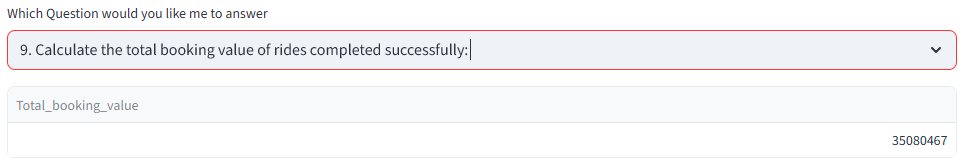 Which Question would you like me to answer
9. Calculate the total booking value of rides completed successfully:
Total_booking_value
35080467